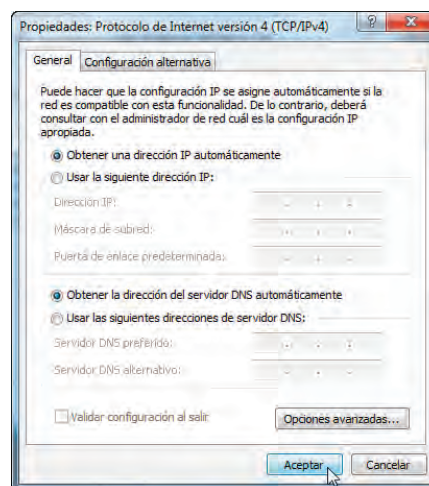 Propiedades: Protocolo de Internet versión 4 (TCP/IPv4)
General Configuración alternativa
Puede hacer que la configuración IP se asigne automáticamente si la
red es compatible con esta funcionalidad. De lo contrario, deberá
consultar con el administrador de red cuál es la configuración IP
apropiada.
Obtener una dirección IP automáticamente
Usar la siguiente dirección IP:
Dirección IP:
Máscara de subred:
Puerta de enlace predeterminada:
Obtener la dirección del servidor DNS automáticamente
Usar las siguientes direcciones de servidor DNS:
Servidor DNS preferido:
Servidor DNS alternativo:
Validar configuración al salir
Opciones avanzadas...
Aceptar Cancelar